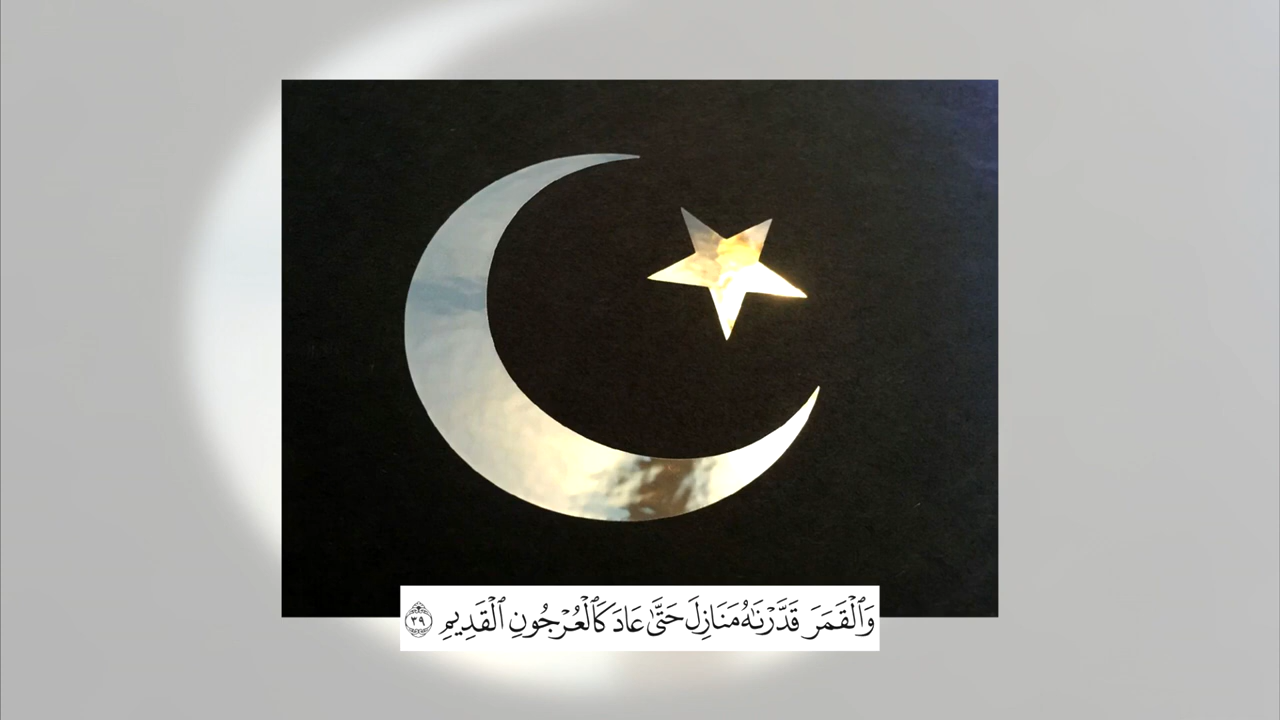 وَٱلْقَمَرَ قَدَّرْنَٰهُ مَنَازِلَ حَتَّىٰ عَادَ كَٱلْعُرْجُونِ ٱلْقَدِيمِ ٣٩